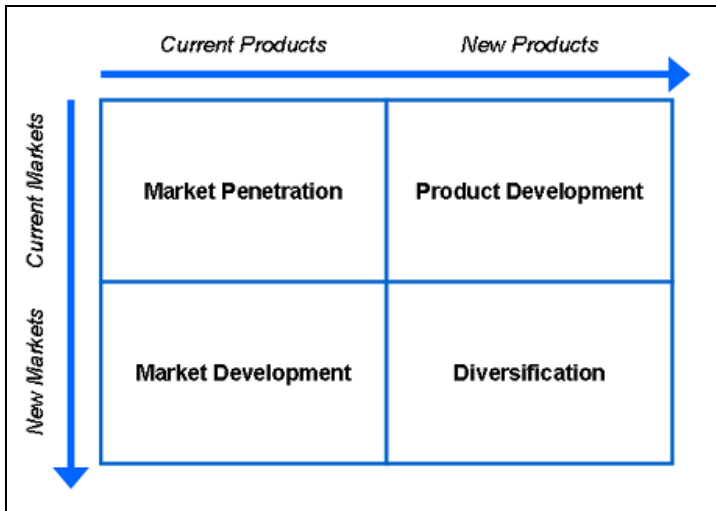 Current Products
New Products
Current Markets
Market Penetration
Product Development
New Markets
Market Development
Diversification